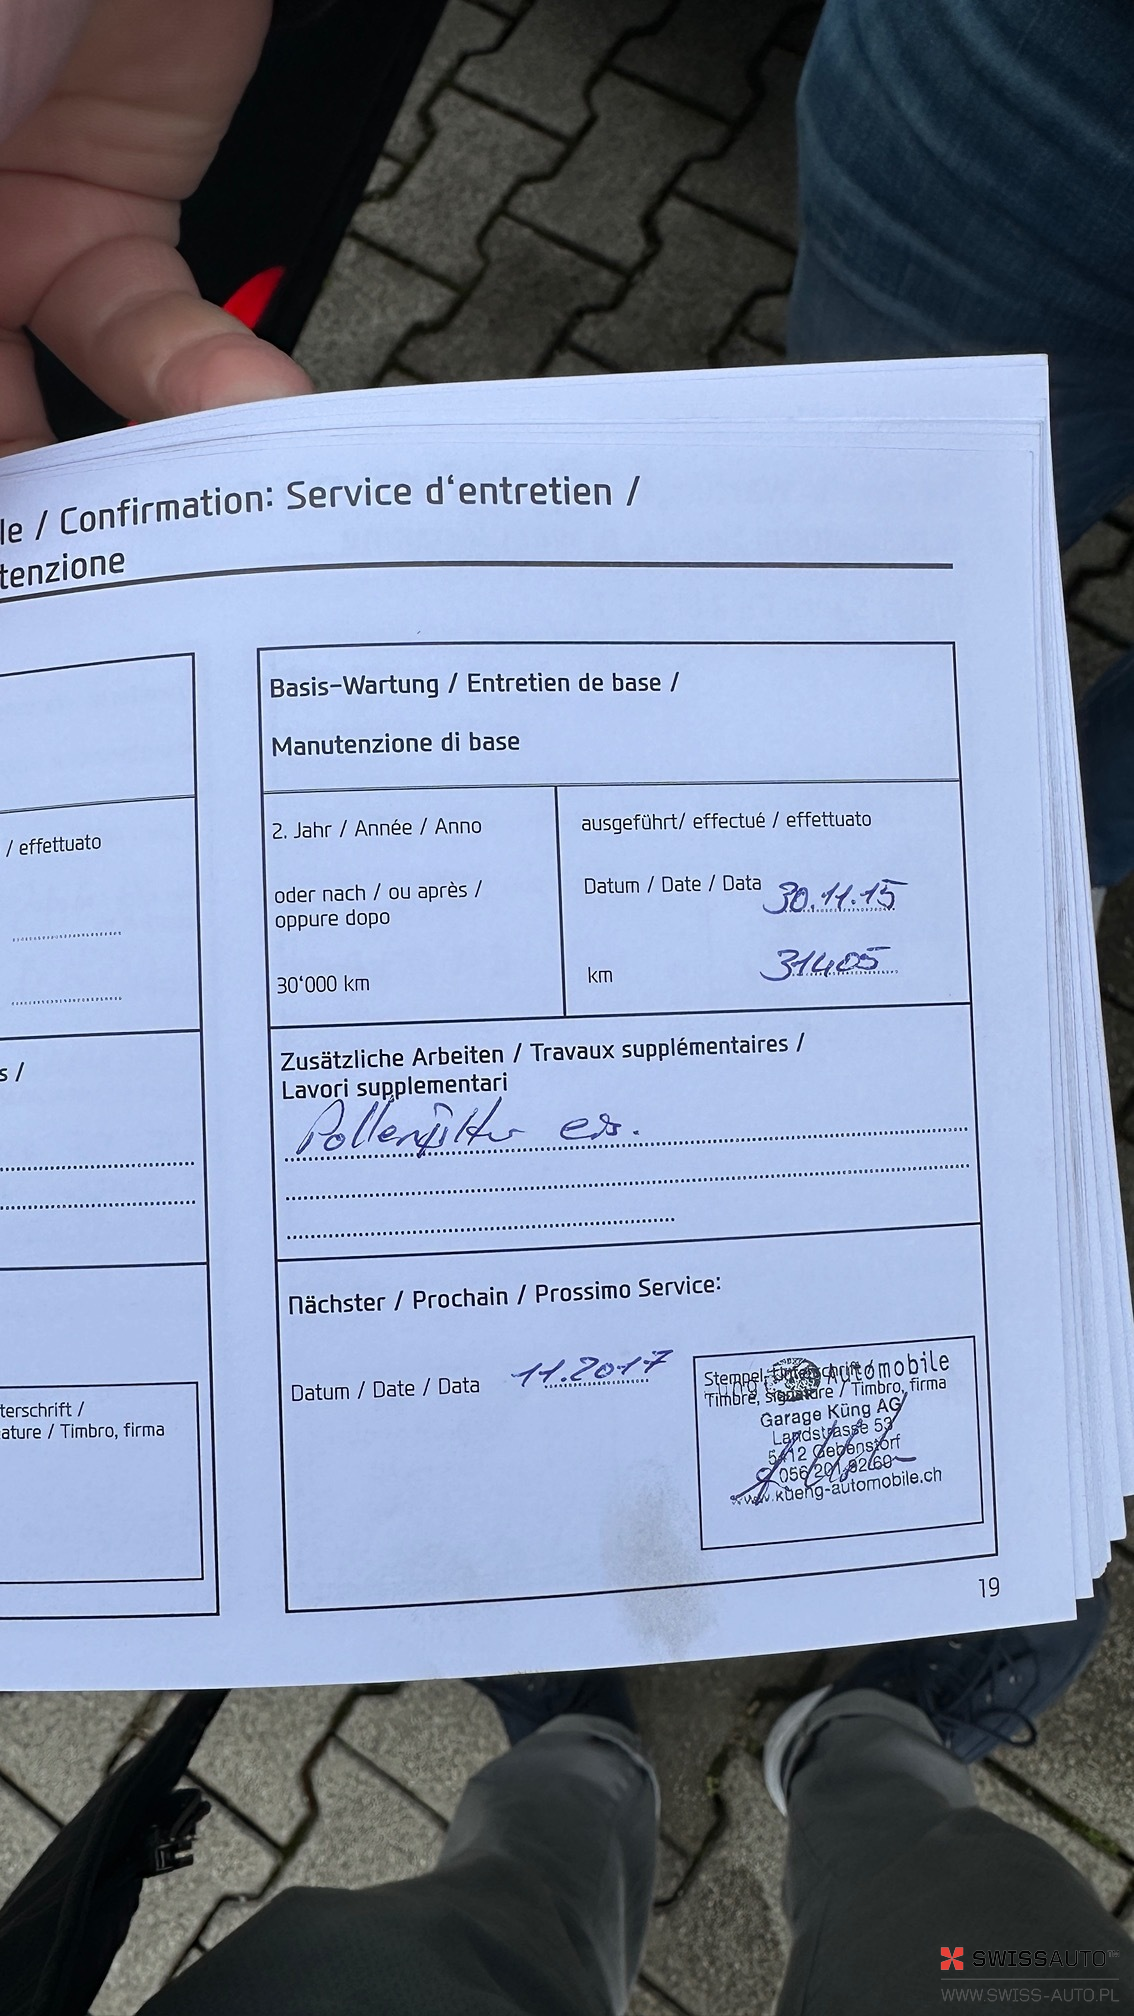 le / Confirmation: Service d'entretien /
tenzione
/ effettuato
s /
terschrift /
ature / Timbro, firma
Basis-Wartung / Entretien de base /
Manutenzione di base
2. Jahr / Année / Anno
oder nach / ou après /
oppure dopo
30'000 km
ausgeführt/ effectué / effettuato
Datum / Date / Data 30.11.15
km 31405
Zusätzliche Arbeiten / Travaux supplémentaires /
Lavori supplementari
Pollenfilter ers.
Nächster / Prochain / Prossimo Service:
Datum / Date / Data 11.2017
Stempel, Unterschrift /
Timbre, signature / Timbro, firma
Automobile
Garage Küng AG
Landstrasse 53
5412 Gebenstorf
056 201 92 60
www.kueng-automobile.ch
19
SWISSAUTO™
WWW.SWISS-AUTO.PL